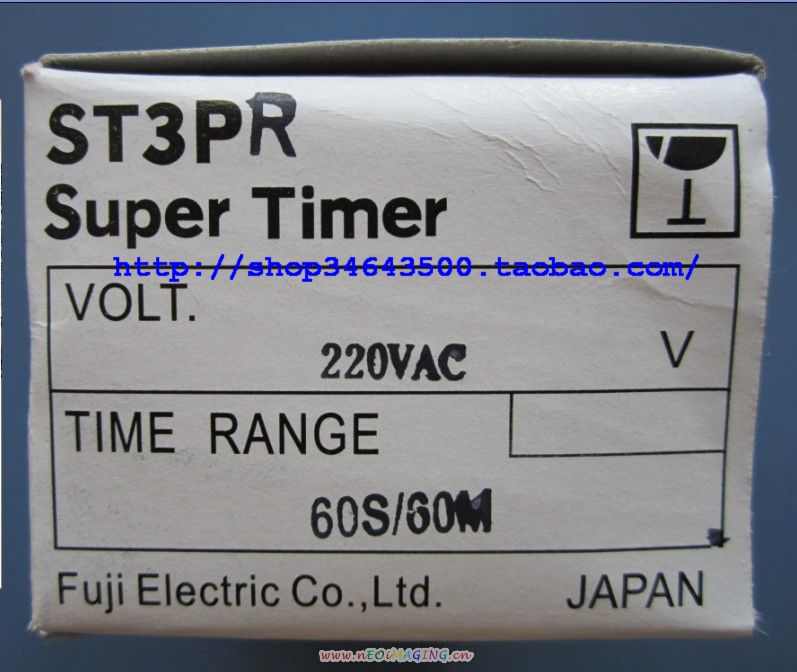 ST3PR
Super Timer
http://shop34643500.taobao.com/
VOLT.
220VAC V
TIME RANGE
60S/60M
Fuji Electric Co.,Ltd. JAPAN
www.nEOiMAGING.cn